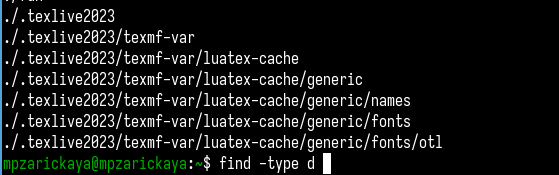 ./.texlive2023
./.texlive2023/texmf-var
./.texlive2023/texmf-var/luatex-cache
./.texlive2023/texmf-var/luatex-cache/generic
./.texlive2023/texmf-var/luatex-cache/generic/names
./.texlive2023/texmf-var/luatex-cache/generic/fonts
./.texlive2023/texmf-var/luatex-cache/generic/fonts/otl
mpzarickaya@mpzarickaya:~$ find -type d